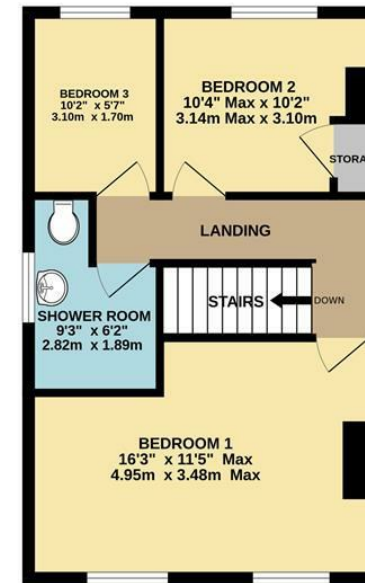 BEDROOM 3
10'2" x 5'7"
3.10m x 1.70m
BEDROOM 2
10'4" Max x 10'2"
3.14m Max x 3.10m
STORA
LANDING
STAIRS
DOWN
SHOWER ROOM
9'3" x 6'2"
2.82m x 1.89m
BEDROOM 1
16'3" x 11'5" Max
4.95m x 3.48m Max